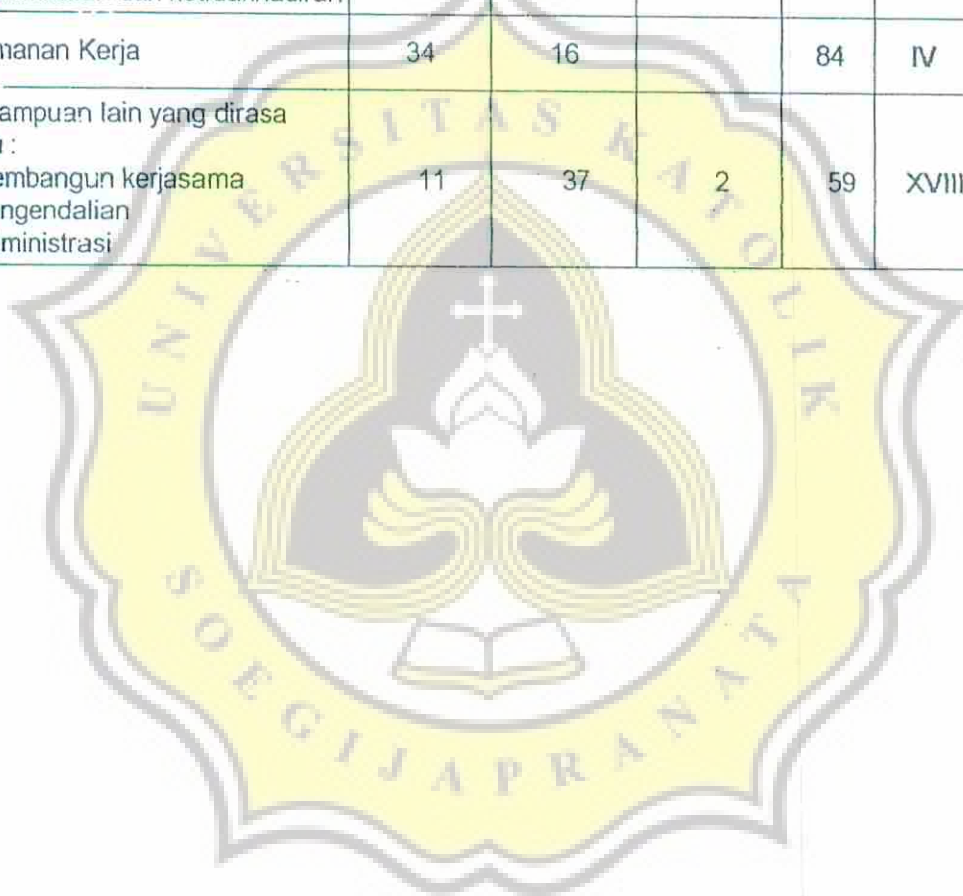 manan Kerja 34 16 84 IV
ampuan lain yang dirasa
:
embangun kerjasama 11 37 2 59 XVIII
ngendalian
ministrasi
UNIVERSITAS KATOLIK
SOEGIJAPRANATA